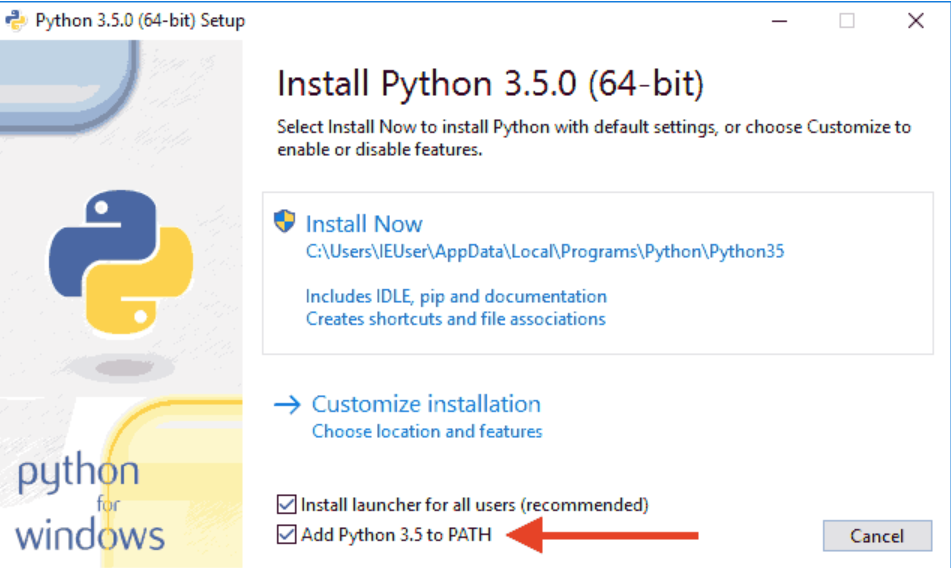 Python 3.5.0 (64-bit) Setup
Install Python 3.5.0 (64-bit)
Select Install Now to install Python with default settings, or choose Customize to
enable or disable features.
Install Now
C:\Users\IEUser\AppData\Local\Programs\Python\Python35
Includes IDLE, pip and documentation
Creates shortcuts and file associations
Customize installation
Choose location and features
python
for
windows
Install launcher for all users (recommended)
Add Python 3.5 to PATH
Cancel